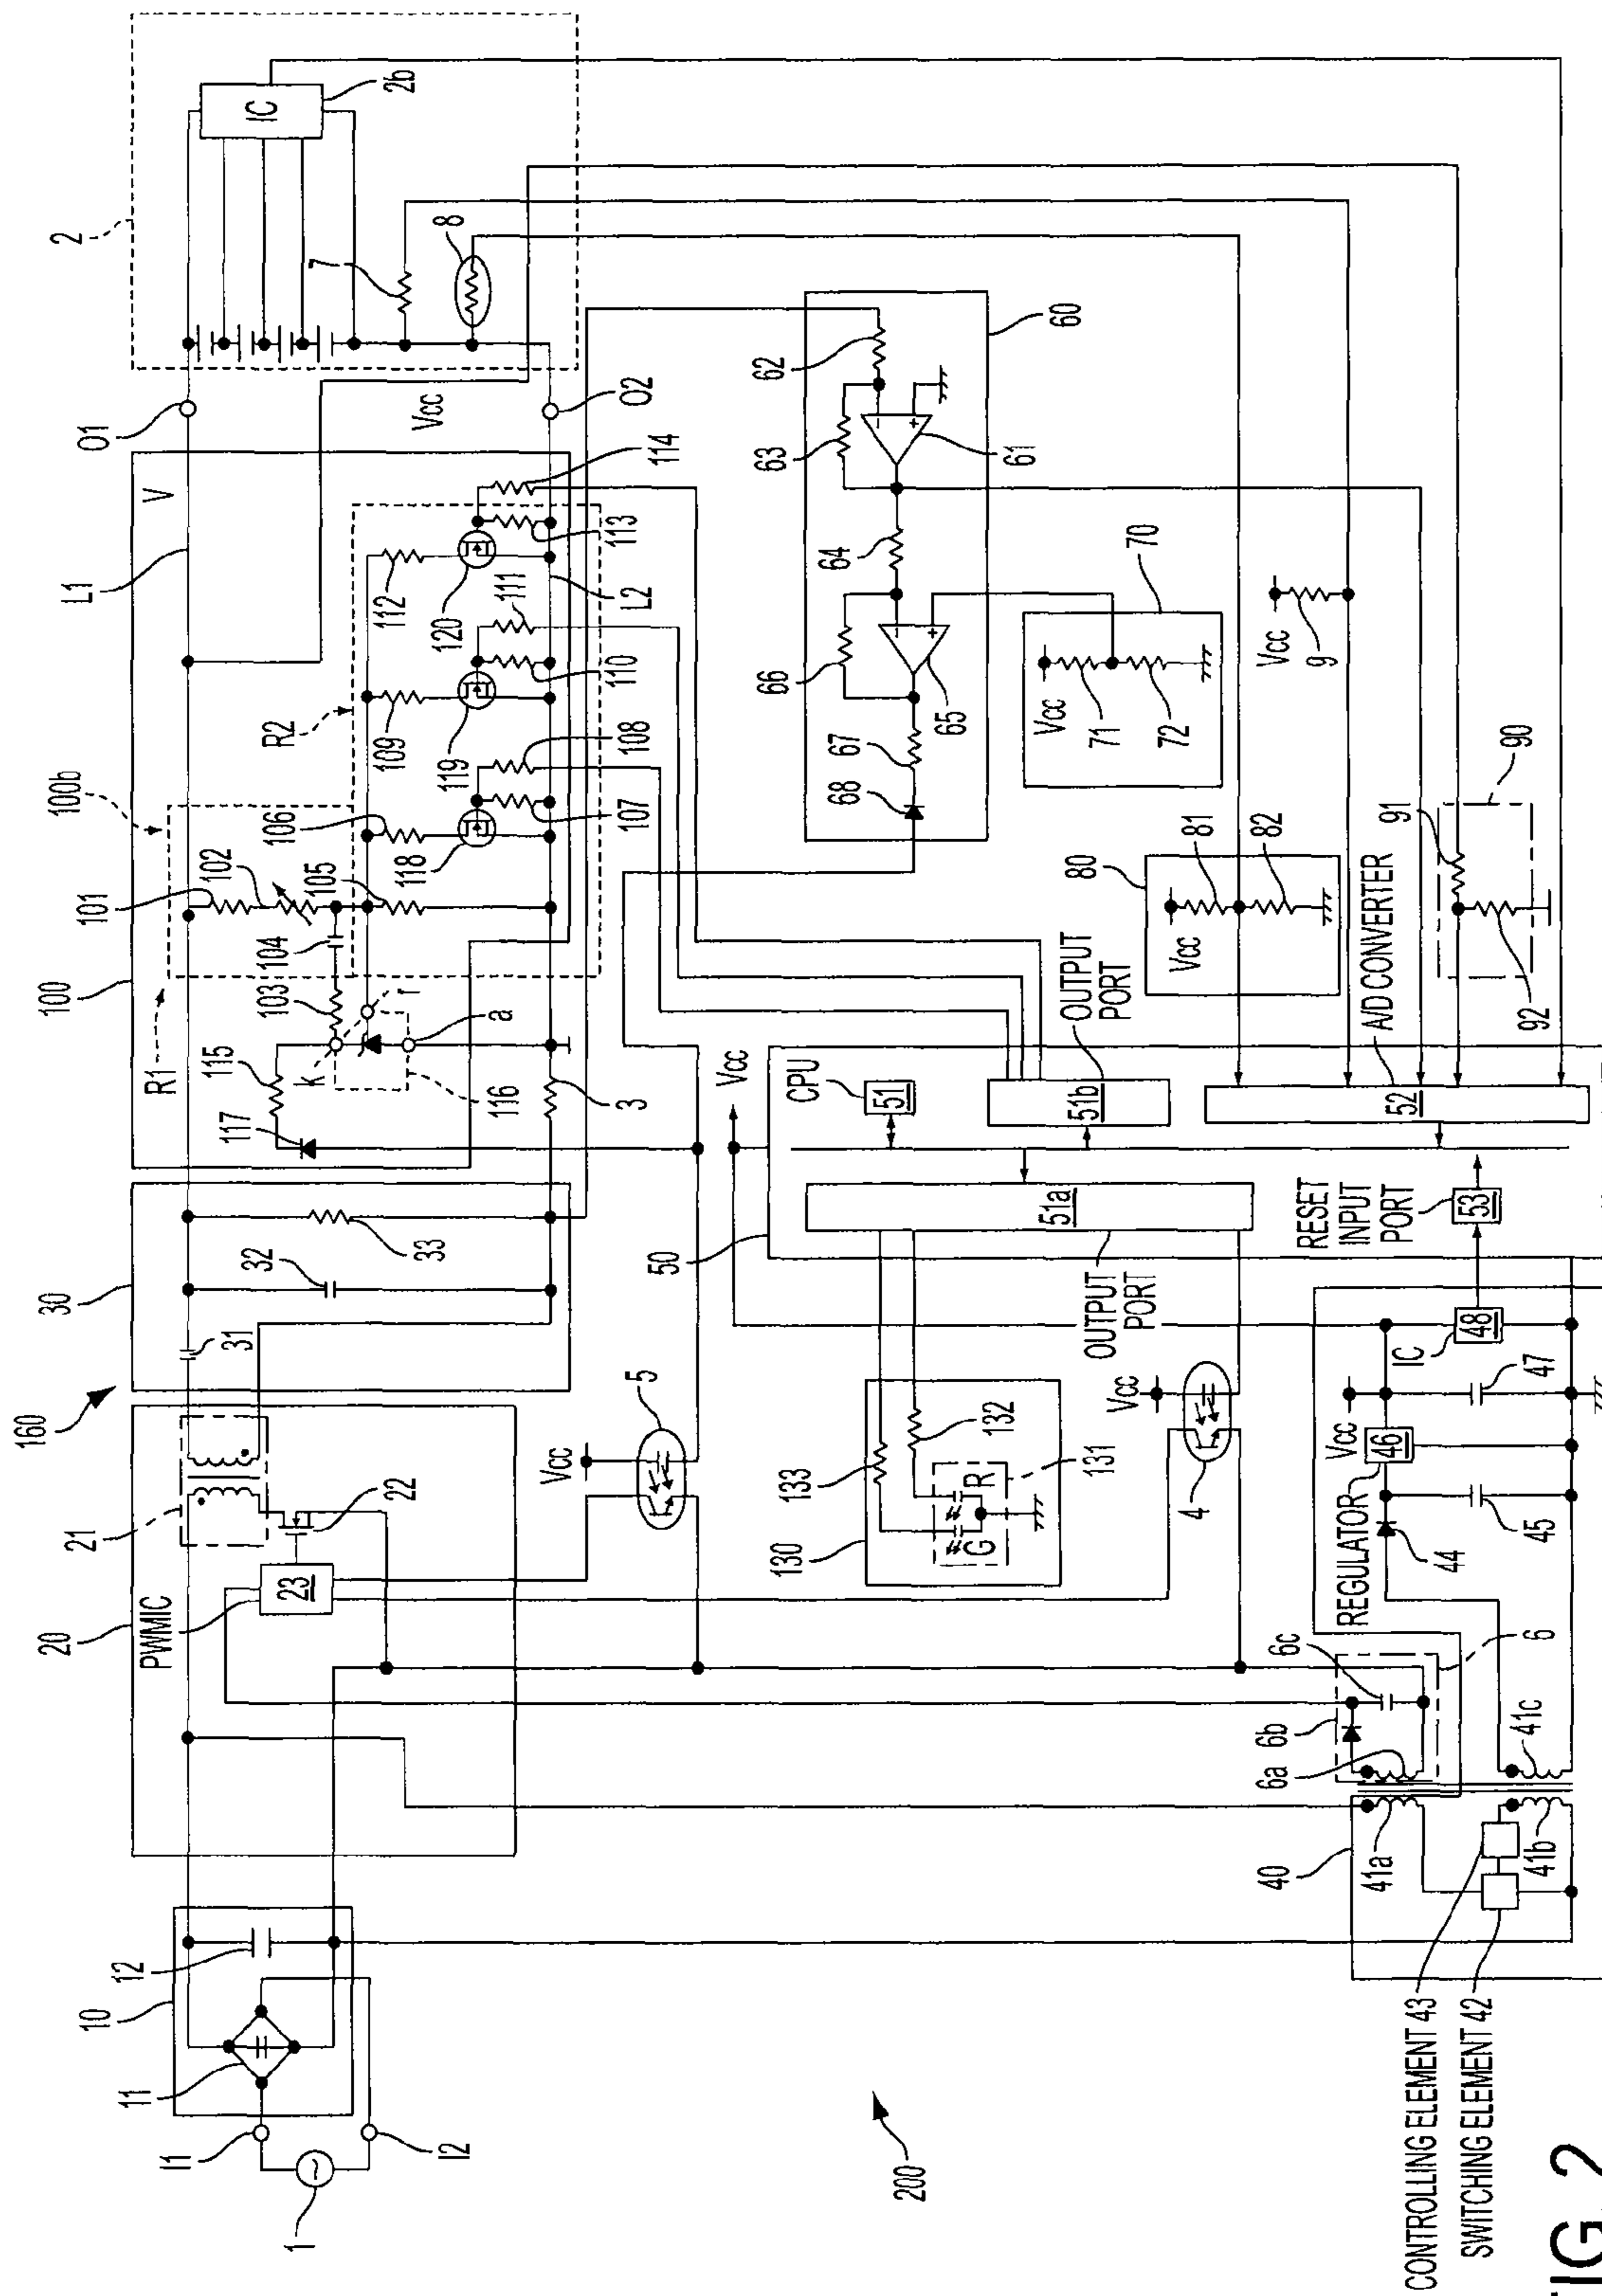 160
20
10
30
100
2
21
11
12
I1
PWMIC
R1
100b
L1
O1
1
I2
23
22
31
32
33
117
115
k
116
103
104
101
102
105
106
R2
109
112
V
Vcc
7
8
IC
2b
a
r
3
118
107
108
119
110
111
120
113
114
L2
O2
Vcc
5
50
Vcc
CPU
51
130
133
132
G
R
131
51a
OUTPUT
PORT
51b
OUTPUT
PORT
68
67
66
65
64
63
62
61
60
Vcc
71
72
70
80
Vcc
81
82
200
Vcc
4
Vcc
9
40
6a
6b
6c
6
41a
41b
41c
REGULATOR
Vcc
46
44
45
47
IC
48
RESET
INPUT
PORT
53
52
A/D CONVERTER
91
92
90
CONTROLLING ELEMENT 43
SWITCHING ELEMENT 42
FIG. 2